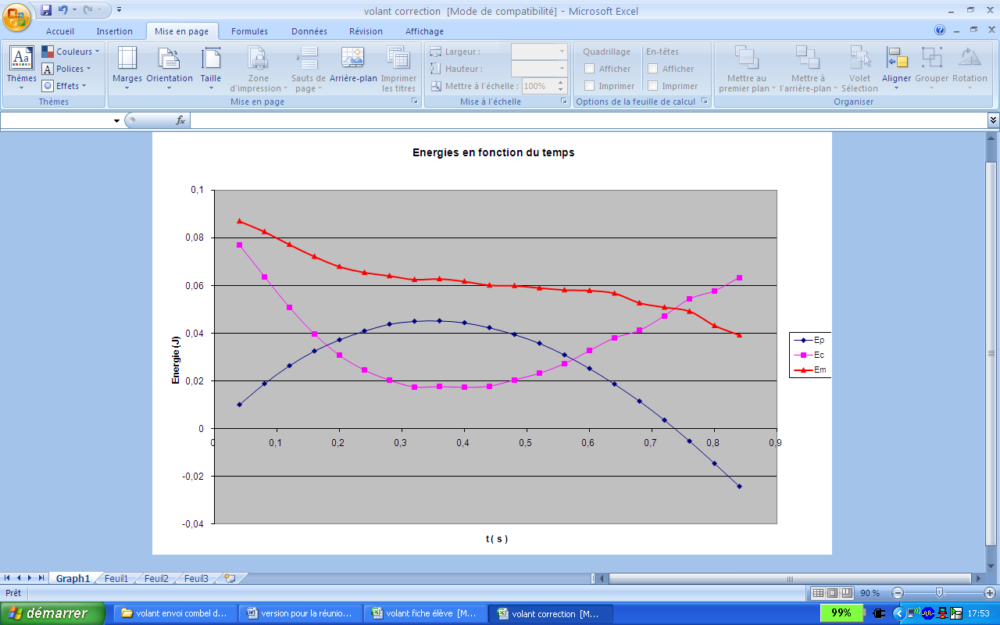 volant correction [Mode de compatibilité] - Microsoft Excel
Accueil Insertion Mise en page Formules Données Révision Affichage
Aa
Thèmes
Couleurs
Polices
Effets
Thèmes
Marges Orientation Taille
Zone d'impression
Sauts de page
Arrière-plan
Imprimer les titres
Mise en page
Largeur :
Hauteur :
Mettre à l'échelle : 100%
Mise à l'échelle
Quadrillage
Afficher
Imprimer
En-têtes
Afficher
Imprimer
Options de la feuille de calcul
Mettre au premier plan
Mettre à l'arrière-plan
Volet Sélection
Aligner Grouper Rotation
Organiser
fx
Energies en fonction du temps
0,1
0,08
0,06
0,04
0,02
0
-0,02
-0,04
Energie (J)
0 0,1 0,2 0,3 0,4 0,5 0,6 0,7 0,8 0,9
t ( s )
Ep
Ec
Em
Graph1 Feuil1 Feuil2 Feuil3
Prêt
90 %
démarrer
volant envoi combel d...
version pour la réunio...
volant fiche élève [M...
volant correction [M...
99%
17:53